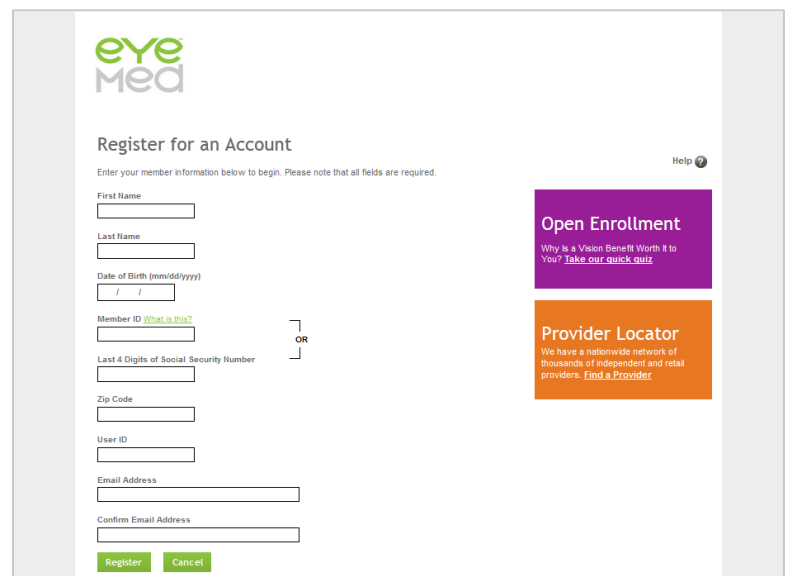 eye
Med
Register for an Account
Help ?
Enter your member information below to begin. Please note that all fields are required.
First Name
Last Name
Date of Birth (mm/dd/yyyy)
/ /
Member ID What is this?
OR
Last 4 Digits of Social Security Number
Zip Code
User ID
Email Address
Confirm Email Address
Register Cancel
Open Enrollment
Why Is a Vision Benefit Worth It to
You? Take our quick quiz
Provider Locator
We have a nationwide network of
thousands of independent and retail
providers. Find a Provider